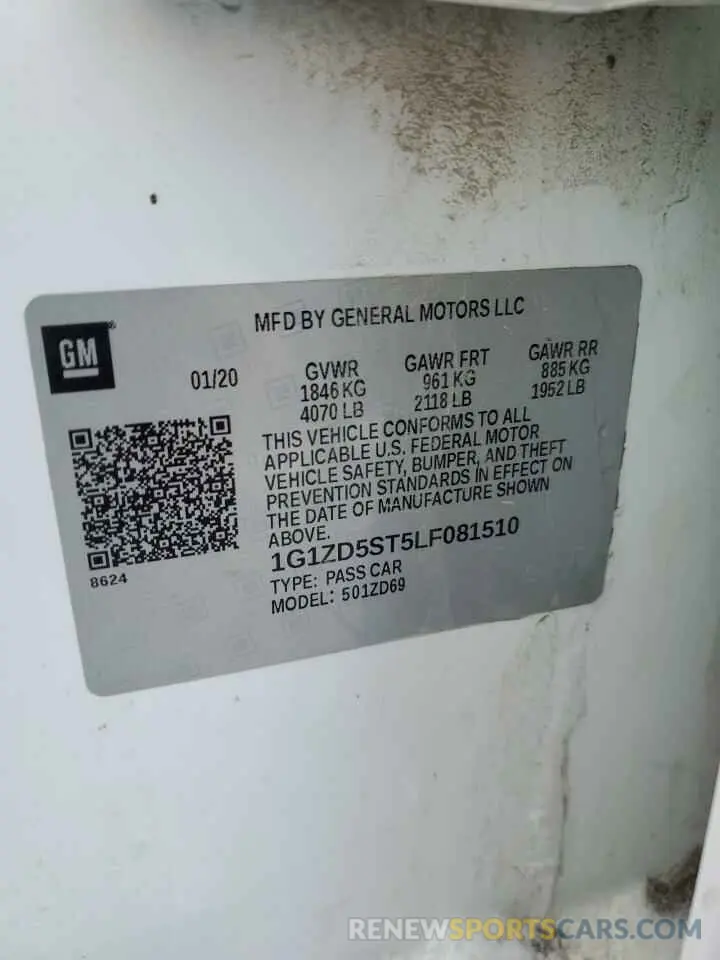 MFD BY GENERAL MOTORS LLC
GM
01/20
GVWR
1846 KG
4070 LB
GAWR FRT
961 KG
2118 LB
GAWR RR
885 KG
1952 LB
THIS VEHICLE CONFORMS TO ALL
APPLICABLE U.S. FEDERAL MOTOR
VEHICLE SAFETY, BUMPER, AND THEFT
PREVENTION STANDARDS IN EFFECT ON
THE DATE OF MANUFACTURE SHOWN
ABOVE.
1G1ZD5ST5LF081510
TYPE: PASS CAR
MODEL: 501ZD69
8624
RENEWSPORTSCARS.COM